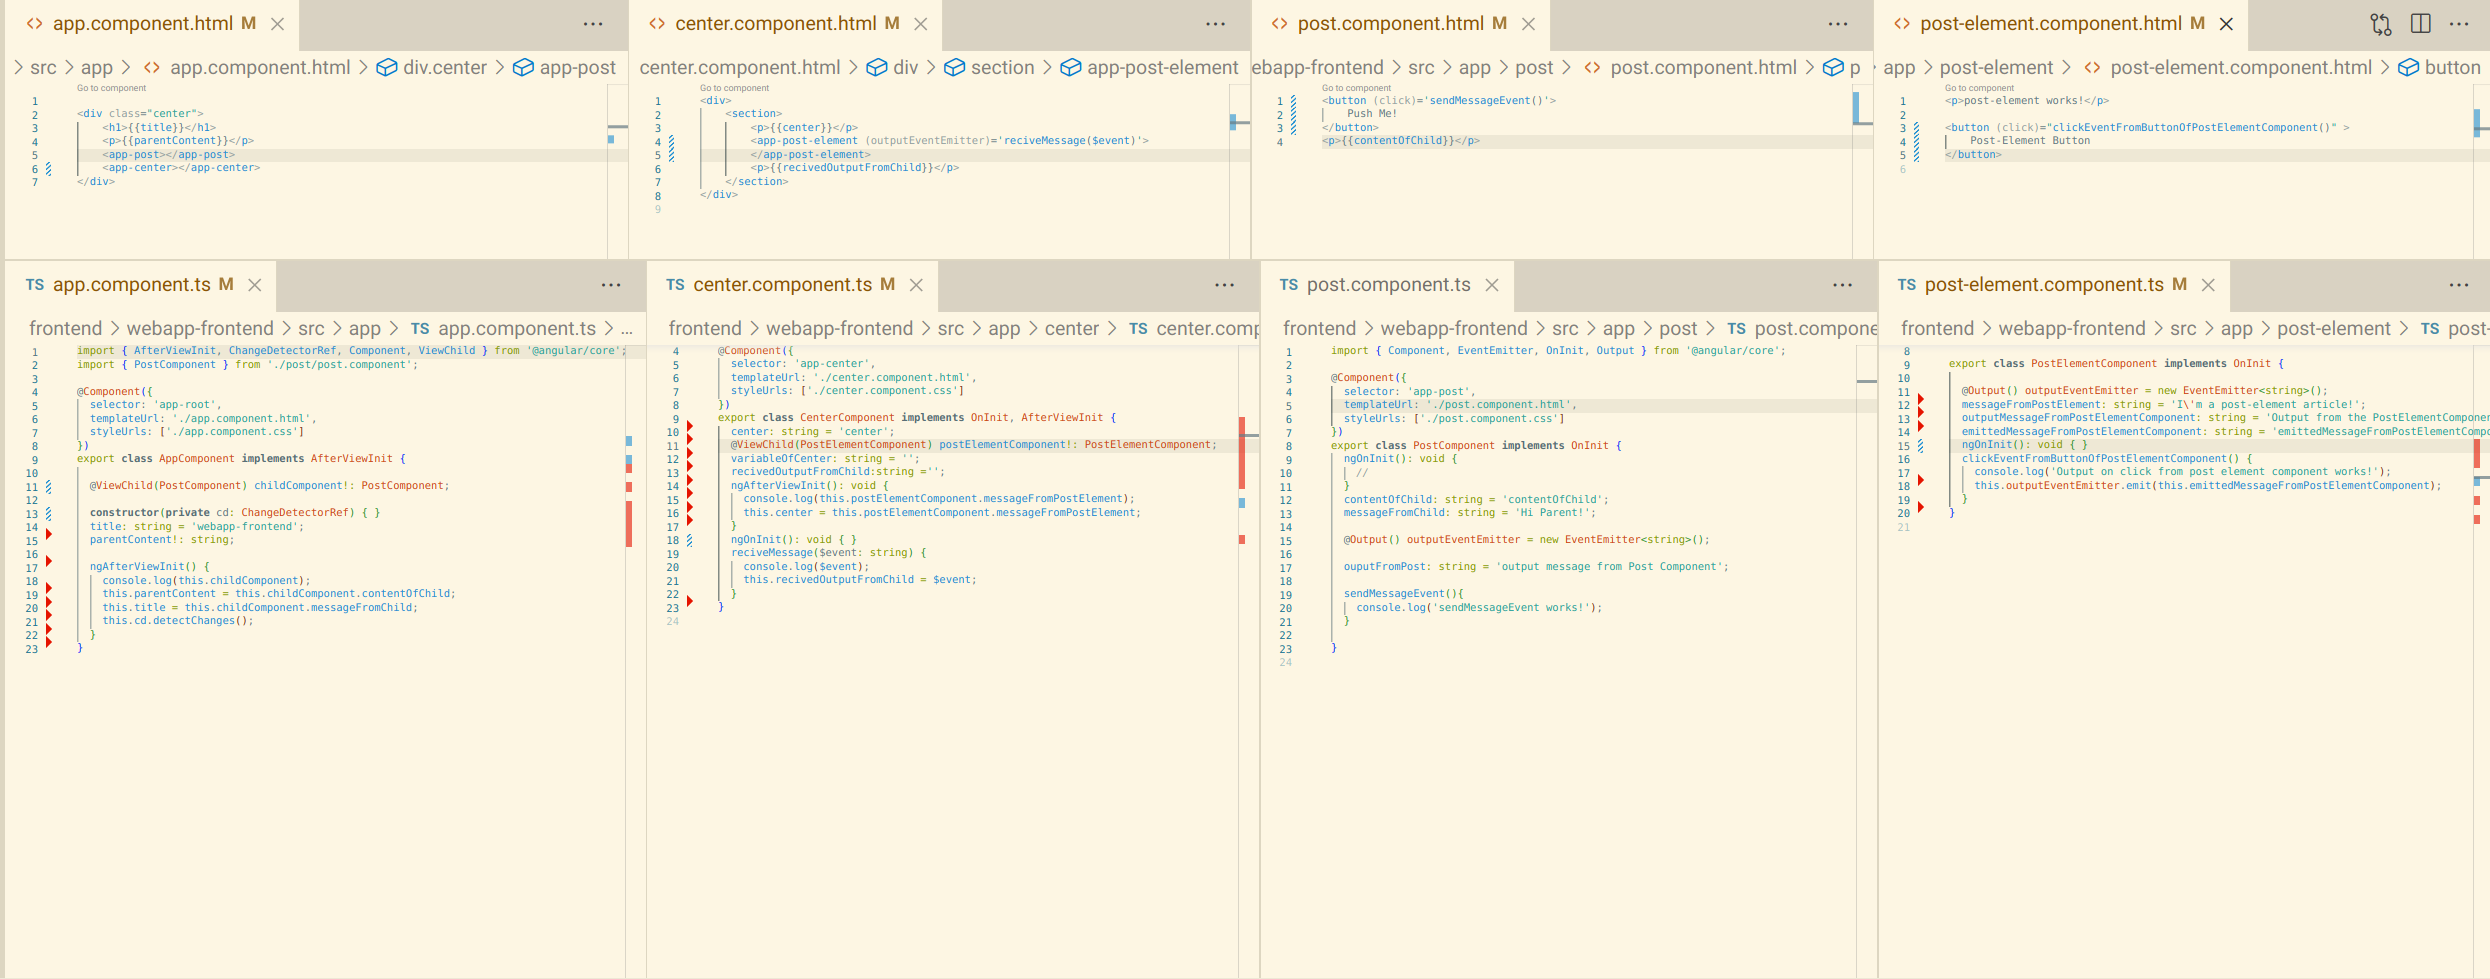 app.component.html M
src app app.component.html div.center app-post
Go to component
1
2 <div class="center">
3 <h1>{{title}}</h1>
4 <p>{{parentContent}}</p>
5 <app-post></app-post>
6 <app-center></app-center>
7 </div>
center.component.html M
center.component.html div section app-post-element
Go to component
1 <div>
2 <section>
3 <p>{{center}}</p>
4 <app-post-element (outputEventEmitter)='reciveMessage($event)'>
5 </app-post-element>
6 <p>{{recivedOutputFromChild}}</p>
7 </section>
8 </div>
9
post.component.html M
ebapp-frontend src app post post.component.html p
Go to component
1 <button (click)='sendMessageEvent()'>
2 Push Me!
3 </button>
4 <p>{{contentOfChild}}</p>
post-element.component.html M
app post-element post-element.component.html button
Go to component
1 <p>post-element works!</p>
2
3 <button (click)="clickEventFromButtonOfPostElementComponent()" >
4 Post-Element Button
5 </button>
6
TS app.component.ts M
frontend webapp-frontend src app TS app.component.ts ...
1 import { AfterViewInit, ChangeDetectorRef, Component, ViewChild } from '@angular/core';
2 import { PostComponent } from './post/post.component';
3
4 @Component({
5 selector: 'app-root',
6 templateUrl: './app.component.html',
7 styleUrls: ['./app.component.css']
8 })
9 export class AppComponent implements AfterViewInit {
10
11 @ViewChild(PostComponent) childComponent!: PostComponent;
12
13 constructor(private cd: ChangeDetectorRef) { }
14 title: string = 'webapp-frontend';
15 parentContent!: string;
16
17 ngAfterViewInit() {
18 console.log(this.childComponent);
19 this.parentContent = this.childComponent.contentOfChild;
20 this.title = this.childComponent.messageFromChild;
21 this.cd.detectChanges();
22 }
23 }
TS center.component.ts M
frontend webapp-frontend src app center TS center.comp
4 @Component({
5 selector: 'app-center',
6 templateUrl: './center.component.html',
7 styleUrls: ['./center.component.css']
8 })
9 export class CenterComponent implements OnInit, AfterViewInit {
10 center: string = 'center';
11 @ViewChild(PostElementComponent) postElementComponent!: PostElementComponent;
12 variableOfCenter: string = '';
13 recivedOutputFromChild:string ='';
14 ngAfterViewInit(): void {
15 console.log(this.postElementComponent.messageFromPostElement);
16 this.center = this.postElementComponent.messageFromPostElement;
17 }
18 ngOnInit(): void { }
19 reciveMessage($event: string) {
20 console.log($event);
21 this.recivedOutputFromChild = $event;
22 }
23 }
24
TS post.component.ts
frontend webapp-frontend src app post TS post.compone
1 import { Component, EventEmitter, OnInit, Output } from '@angular/core';
2
3 @Component({
4 selector: 'app-post',
5 templateUrl: './post.component.html',
6 styleUrls: ['./post.component.css']
7 })
8 export class PostComponent implements OnInit {
9 ngOnInit(): void {
10 //
11 }
12 contentOfChild: string = 'contentOfChild';
13 messageFromChild: string = 'Hi Parent!';
14
15 @Output() outputEventEmitter = new EventEmitter<string>();
16
17 ouputFromPost: string = 'output message from Post Component';
18
19 sendMessageEvent(){
20 console.log('sendMessageEvent works!');
21 }
22
23 }
24
TS post-element.component.ts M
frontend webapp-frontend src app post-element TS post-
8
9 export class PostElementComponent implements OnInit {
10
11 @Output() outputEventEmitter = new EventEmitter<string>();
12 messageFromPostElement: string = 'I\'m a post-element article!';
13 outputMessageFromPostElementComponent: string = 'Output from the PostElementComponen
14 emittedMessageFromPostElementComponent: string = 'emittedMessageFromPostElementCompo
15 ngOnInit(): void { }
16 clickEventFromButtonOfPostElementComponent() {
17 console.log('Output on click from post element component works!');
18 this.outputEventEmitter.emit(this.emittedMessageFromPostElementComponent);
19 }
20 }
21